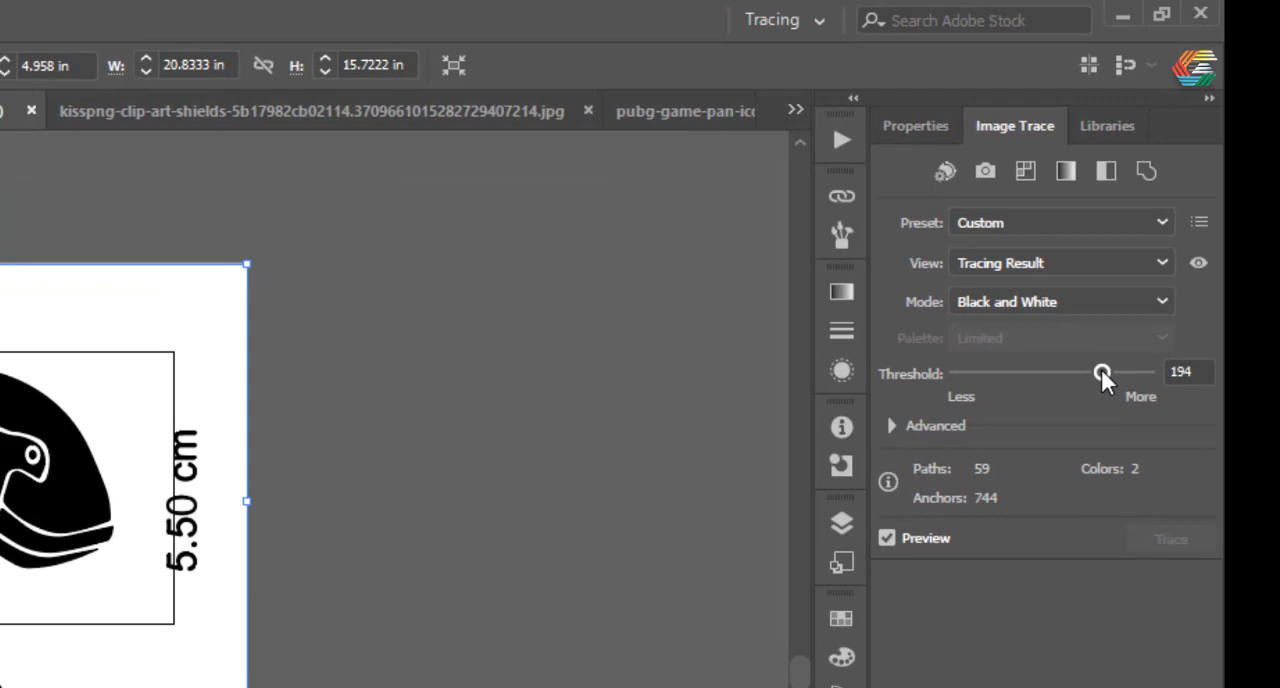 Tracing
Search Adobe Stock
4.958 in W: 20.8333 in H: 15.7222 in
) × kisspng-clip-art-shields-5b17982cb02114.3709661015282729407214.jpg × pubg-game-pan-icc >>
Properties Image Trace Libraries
Preset: Custom
View: Tracing Result
Mode: Black and White
Palette: Limited
Threshold: 194
Less More
Advanced
Paths: 59 Colors: 2
Anchors: 744
Preview Trace
5.50 cm